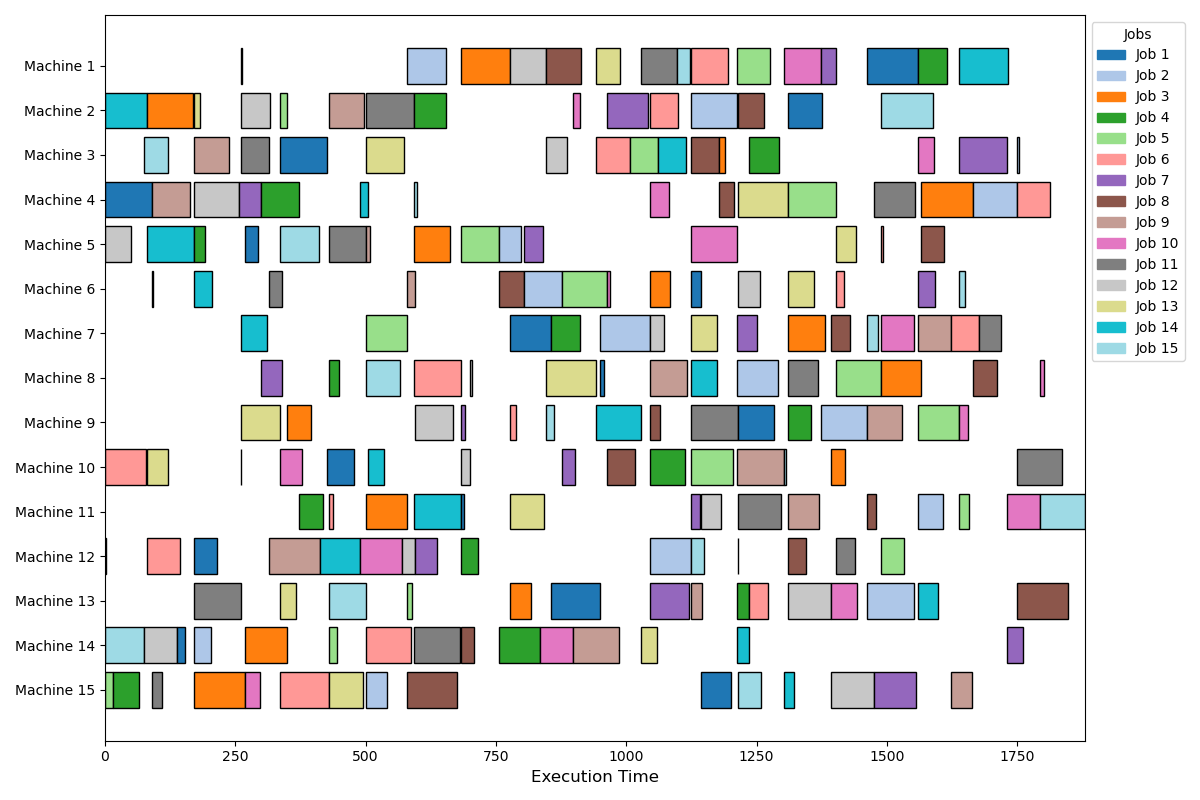 Machine 1
Machine 2
Machine 3
Machine 4
Machine 5
Machine 6
Machine 7
Machine 8
Machine 9
Machine 10
Machine 11
Machine 12
Machine 13
Machine 14
Machine 15
0 250 500 750 1000 1250 1500 1750
Execution Time
Jobs
Job 1
Job 2
Job 3
Job 4
Job 5
Job 6
Job 7
Job 8
Job 9
Job 10
Job 11
Job 12
Job 13
Job 14
Job 15